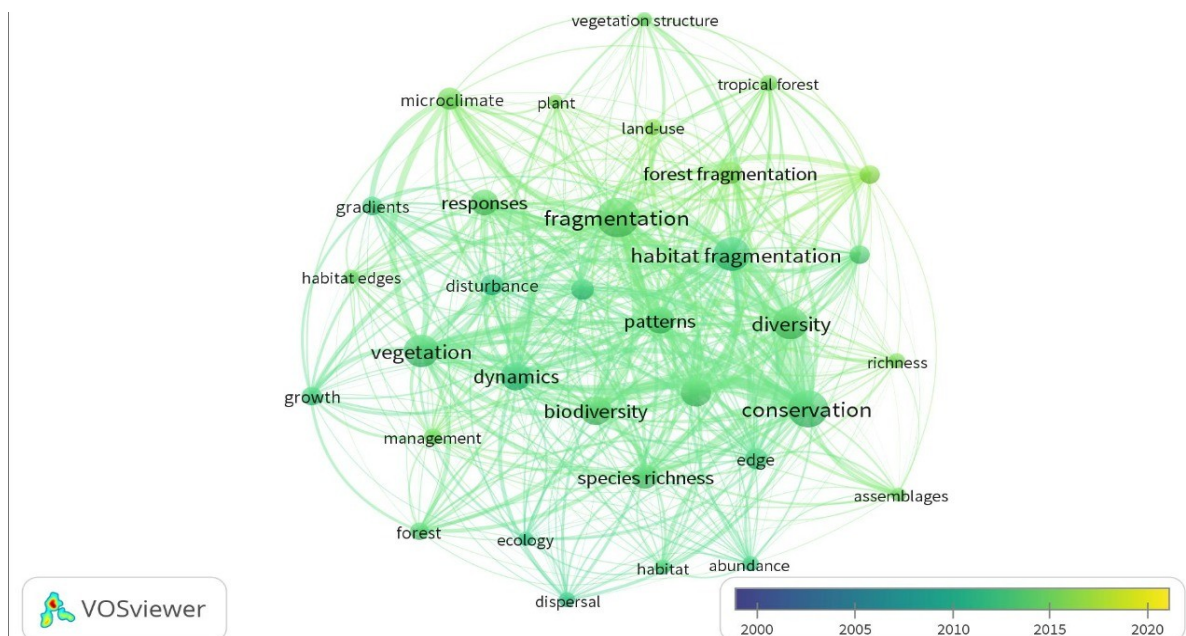 vegetation structure
tropical forest
microclimate
plant
land-use
forest fragmentation
gradients
responses
fragmentation
habitat fragmentation
habitat edges
disturbance
patterns
diversity
vegetation
richness
dynamics
growth
biodiversity
conservation
management
edge
species richness
assemblages
forest
ecology
habitat
abundance
dispersal
VOSviewer
2000 2005 2010 2015 2020